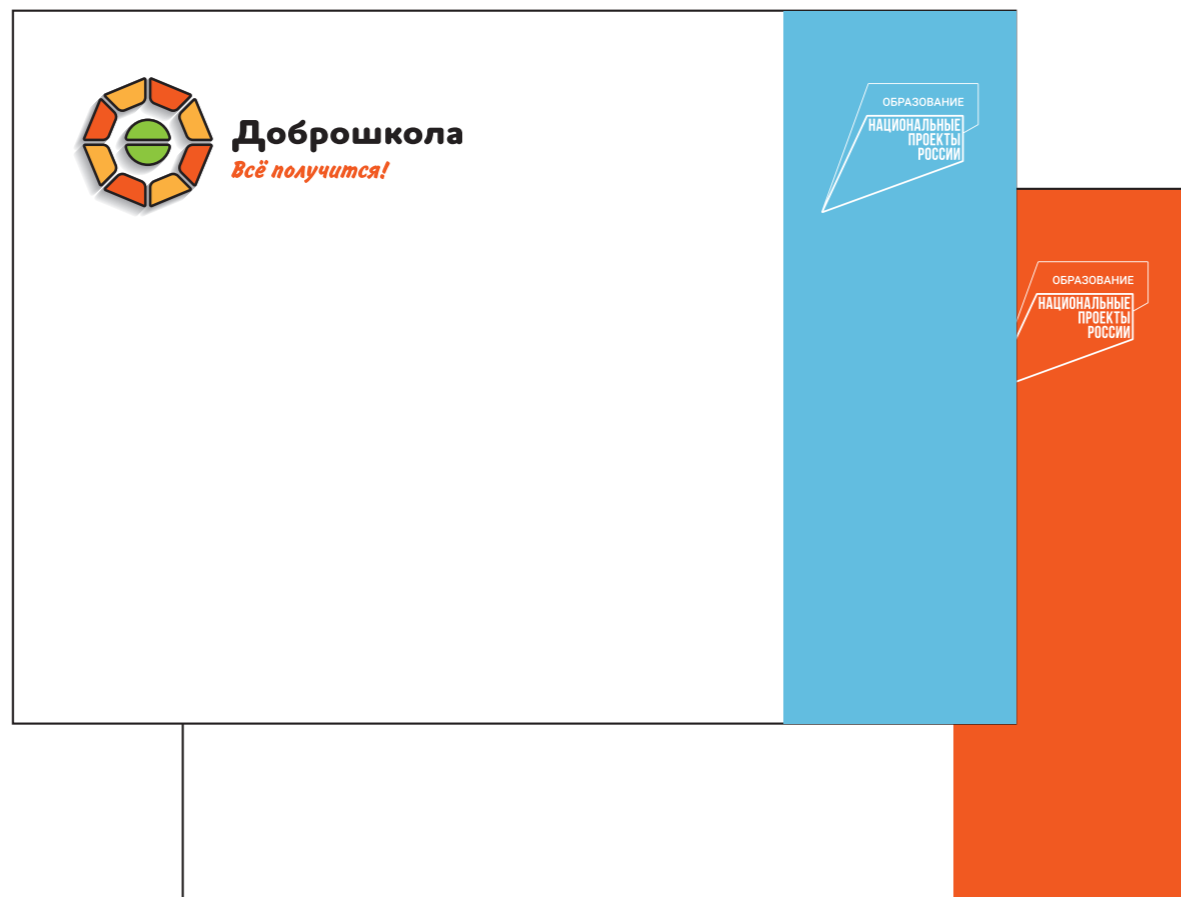 Доброшкола
Всё получится!
ОБРАЗОВАНИЕ
НАЦИОНАЛЬНЫЕ
ПРОЕКТЫ
РОССИИ
ОБРАЗОВАНИЕ
НАЦИОНАЛЬНЫЕ
ПРОЕКТЫ
РОССИИ